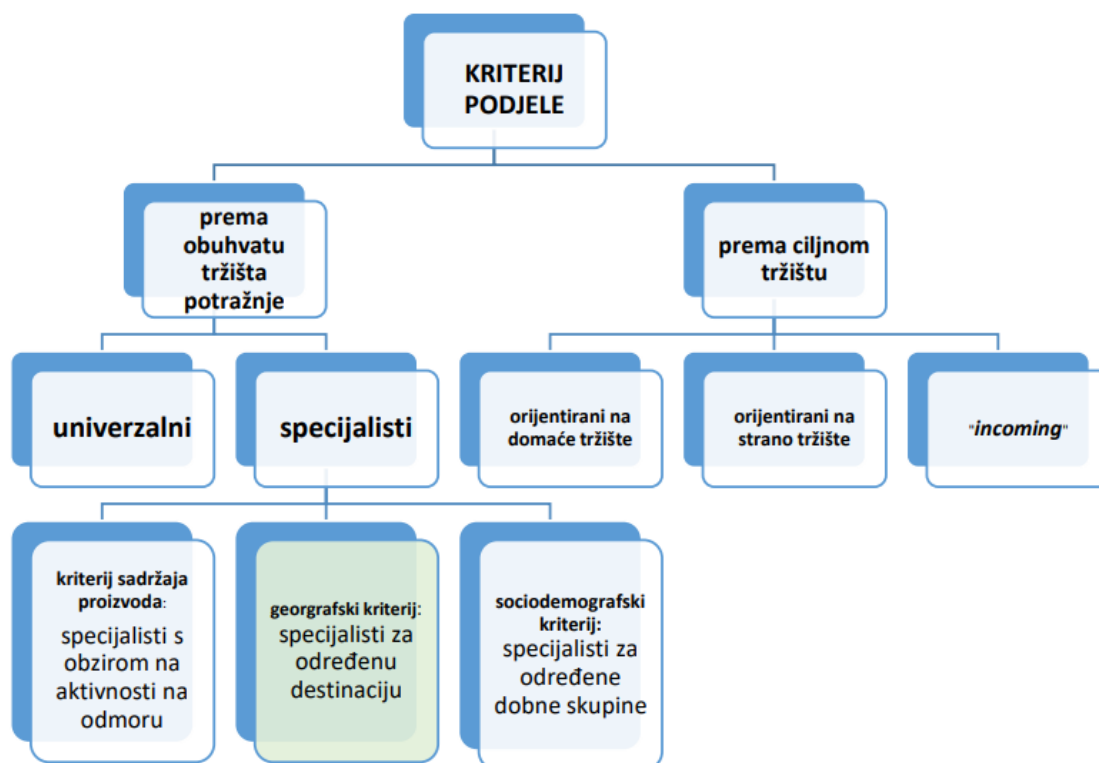 KRITERIJ
PODJELE
prema
obuhvatu
tržišta
potražnje
prema ciljnom
tržištu
univerzalni
specijalisti
orijentirani na
domaće tržište
orijentirani na
strano tržište
"incoming"
kriterij sadržaja
proizvoda:
specijalisti s
obzirom na
aktivnosti na
odmoru
georgrafski kriterij:
specijalisti za
određenu
destinaciju
sociodemografski
kriterij:
specijalisti za
određene
dobne skupine